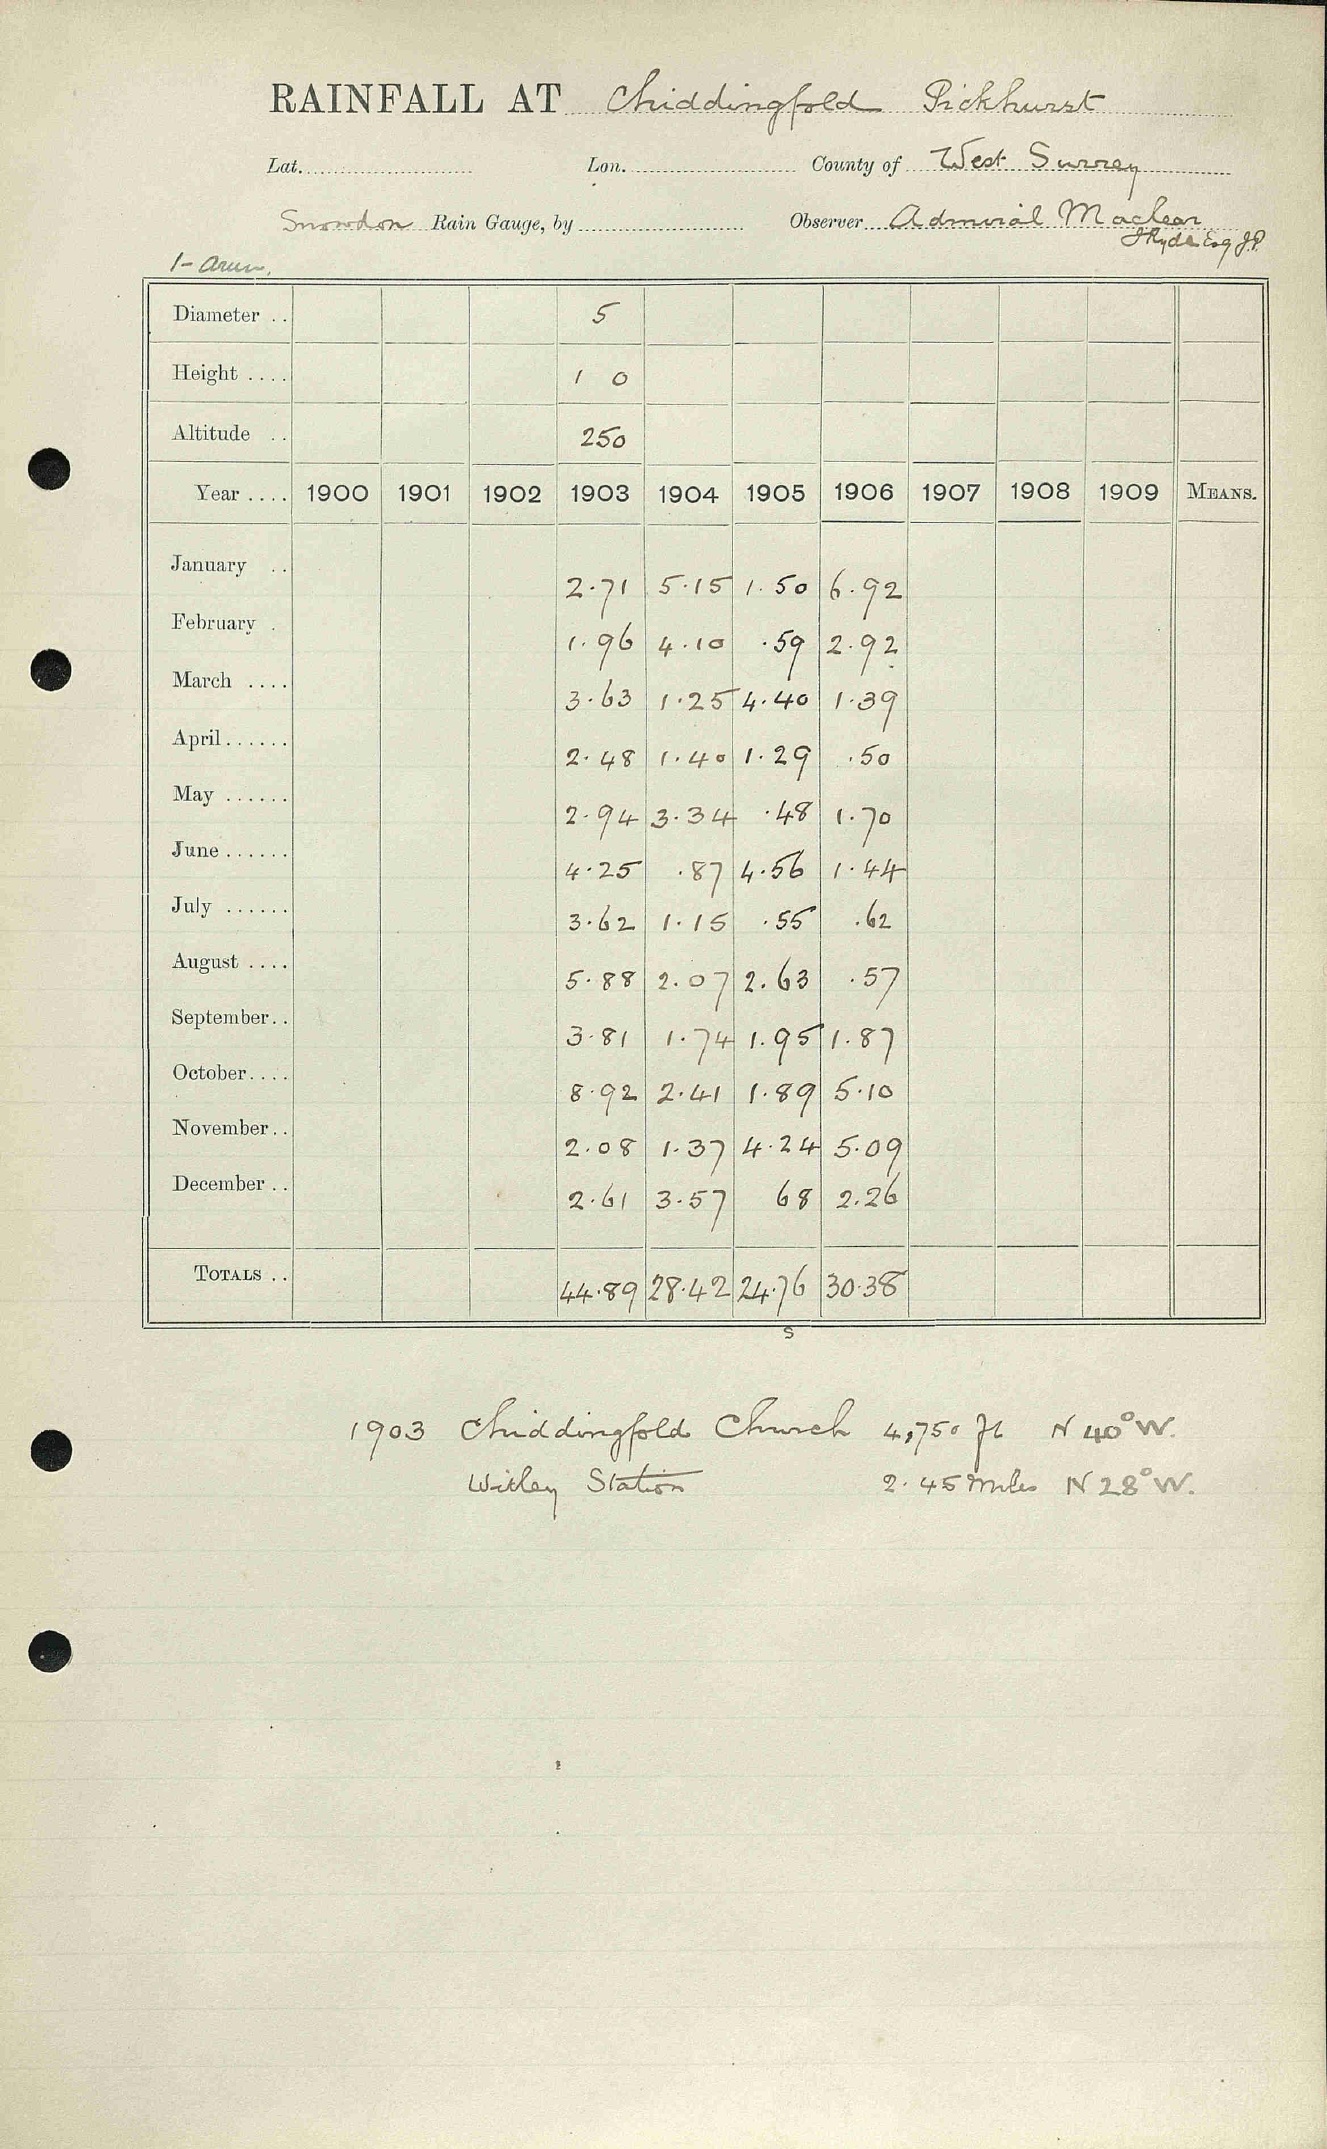 RAINFALL AT Chiddingfold Pickhurst
Lat. Lon. County of West Surrey
Snowdon Rain Gauge, by Observer Admiral Maclear
J Ryde Esq J.P.
1- Arun.
Diameter .. 5
Height .... 1 0
Altitude .. 250
Year .... 1900 1901 1902 1903 1904 1905 1906 1907 1908 1909 MEANS.
January .. 2.71 5.15 1.50 6.92
February . 1.96 4.10 .59 2.92
March .... 3.63 1.25 4.40 1.39
April ...... 2.48 1.40 1.29 .50
May ...... 2.94 3.34 .48 1.70
June ...... 4.25 .87 4.56 1.44
July ...... 3.62 1.15 .55 .62
August .... 5.88 2.07 2.63 .57
September.. 3.81 1.74 1.95 1.87
October.... 8.92 2.41 1.89 5.10
November.. 2.08 1.37 4.24 5.09
December .. 2.61 3.57 68 2.26
TOTALS .. 44.89 28.42 24.76 30.38
s
1903 Chiddingfold Church 4,750 ft N 40° W.
Witley Station 2.45 miles N 28° W.